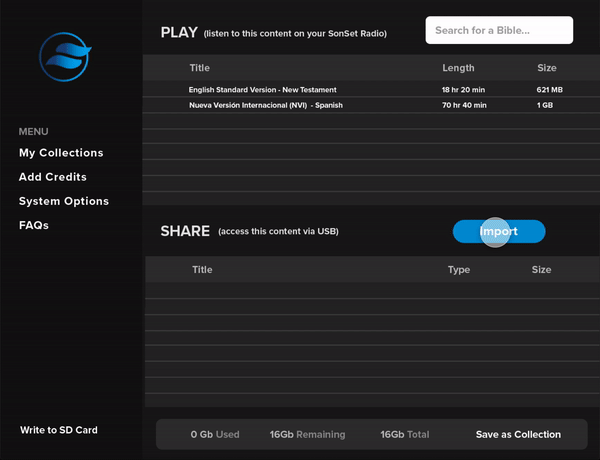 PLAY (listen to this content on your SonSet Radio)
Search for a Bible...
Title Length Size
English Standard Version - New Testament 18 hr 20 min 621 MB
Nueva Versión Internacional (NVI) - Spanish 70 hr 40 min 1 GB
MENU
My Collections
Add Credits
System Options
FAQs
SHARE (access this content via USB)
Import
Title Type Size
Write to SD Card
0 Gb Used 16Gb Remaining 16Gb Total Save as Collection